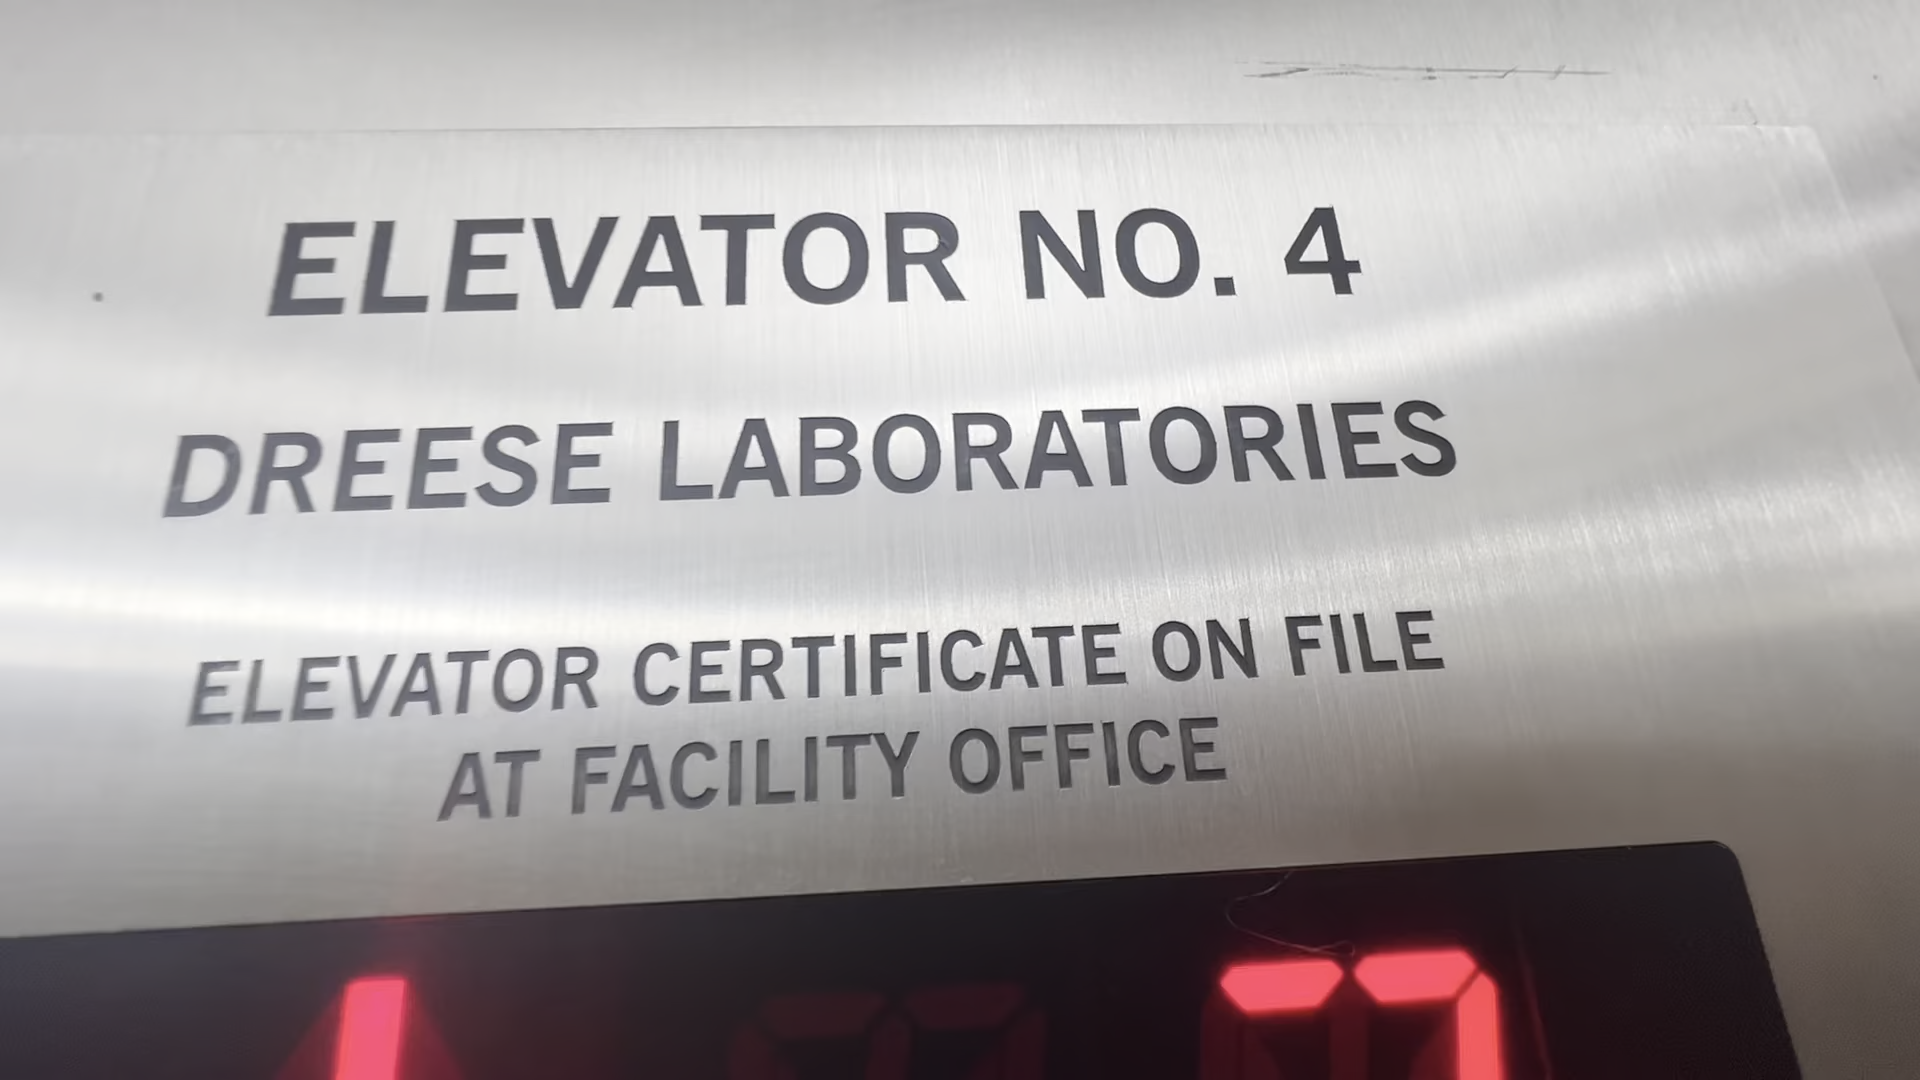 ELEVATOR NO. 4
DREESE LABORATORIES
ELEVATOR CERTIFICATE ON FILE
AT FACILITY OFFICE